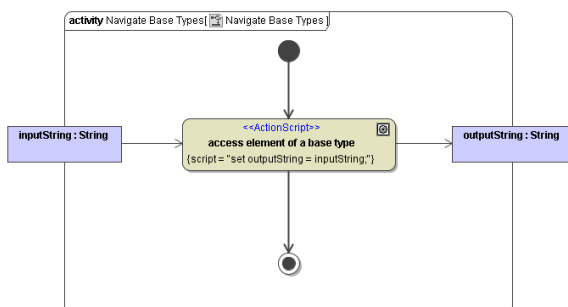 activity Navigate Base Types[ Navigate Base Types ]
inputString : String
<<ActionScript>>
access element of a base type
{script = "set outputString = inputString;"}
outputString : String